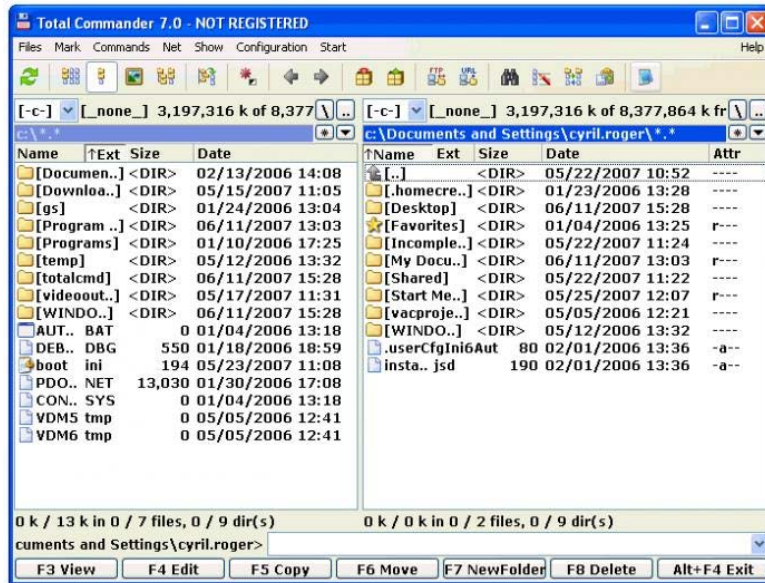 Total Commander 7.0 - NOT REGISTERED
Files Mark Commands Net Show Configuration Start Help
FTP URL
[-c-] [_none_] 3,197,316 k of 8,377 \ ..
c:\*.* * ▼
Name ↑Ext Size Date
[Documen..] <DIR> 02/13/2006 14:08
[Downloa..] <DIR> 05/15/2007 11:05
[gs] <DIR> 01/24/2006 13:04
[Program ..] <DIR> 06/11/2007 13:03
[Programs] <DIR> 01/10/2006 17:25
[temp] <DIR> 05/12/2006 13:32
[totalcmd] <DIR> 06/11/2007 15:28
[videoout..] <DIR> 05/17/2007 11:31
[WINDO..] <DIR> 06/11/2007 15:28
AUT.. BAT 0 01/04/2006 13:18
DEB.. DBG 550 01/18/2006 18:59
boot ini 194 05/23/2007 11:08
PDO.. NET 13,030 01/30/2006 17:08
CON.. SYS 0 01/04/2006 13:18
VDM5 tmp 0 05/05/2006 12:41
VDM6 tmp 0 05/05/2006 12:41
0 k / 13 k in 0 / 7 files, 0 / 9 dir(s)
[-c-] [_none_] 3,197,316 k of 8,377,864 k fr \ ..
c:\Documents and Settings\cyril.roger\*.* * ▼
↑Name Ext Size Date Attr
[..] <DIR> 05/22/2007 10:52 ----
[.homecre..] <DIR> 01/23/2006 13:28 ----
[Desktop] <DIR> 06/11/2007 15:28 ----
[Favorites] <DIR> 01/04/2006 13:25 r---
[Incomple..] <DIR> 05/22/2007 11:24 ----
[My Docu..] <DIR> 06/11/2007 13:03 r---
[Shared] <DIR> 05/22/2007 11:22 ----
[Start Me..] <DIR> 05/25/2007 12:07 r---
[vacproje..] <DIR> 05/05/2006 12:21 ----
[WINDO..] <DIR> 05/12/2006 13:32 ----
.userCfgIni6Aut 80 02/01/2006 13:36 -a--
insta.. jsd 190 02/01/2006 13:36 -a--
0 k / 0 k in 0 / 2 files, 0 / 9 dir(s)
cuments and Settings\cyril.roger>
F3 View F4 Edit F5 Copy F6 Move F7 NewFolder F8 Delete Alt+F4 Exit